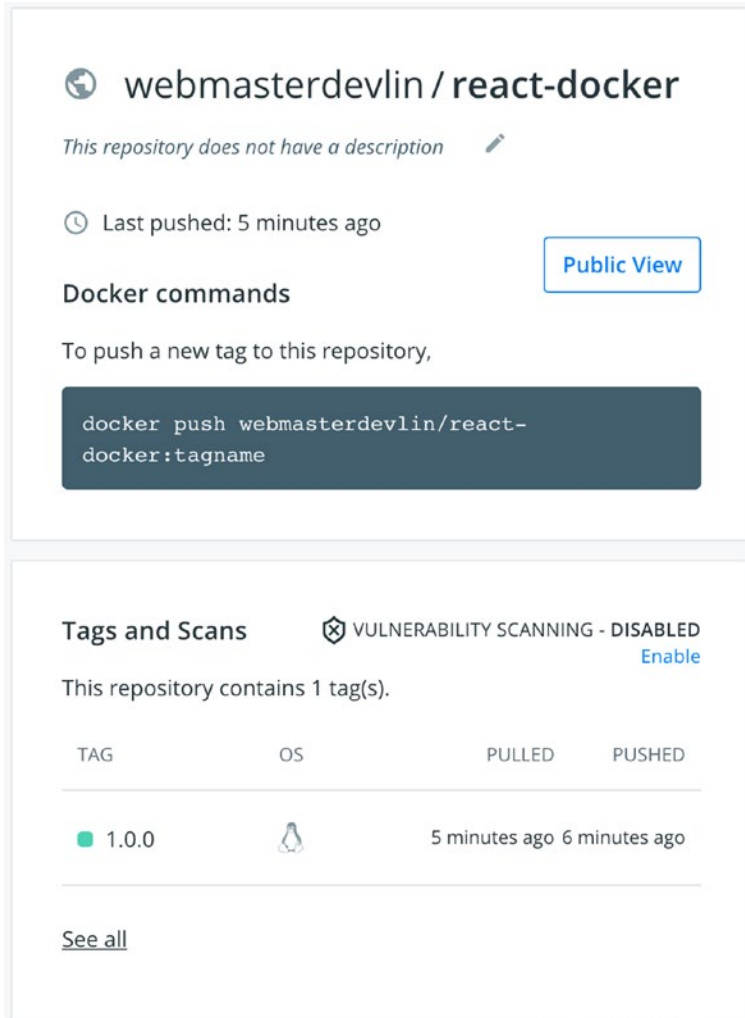 webmasterdevlin / react-docker
This repository does not have a description
Last pushed: 5 minutes ago
Public View
Docker commands
To push a new tag to this repository,
docker push webmasterdevlin/react-
docker:tagname
Tags and Scans
VULNERABILITY SCANNING - DISABLED
Enable
This repository contains 1 tag(s).
TAG OS PULLED PUSHED
1.0.0 5 minutes ago 6 minutes ago
See all